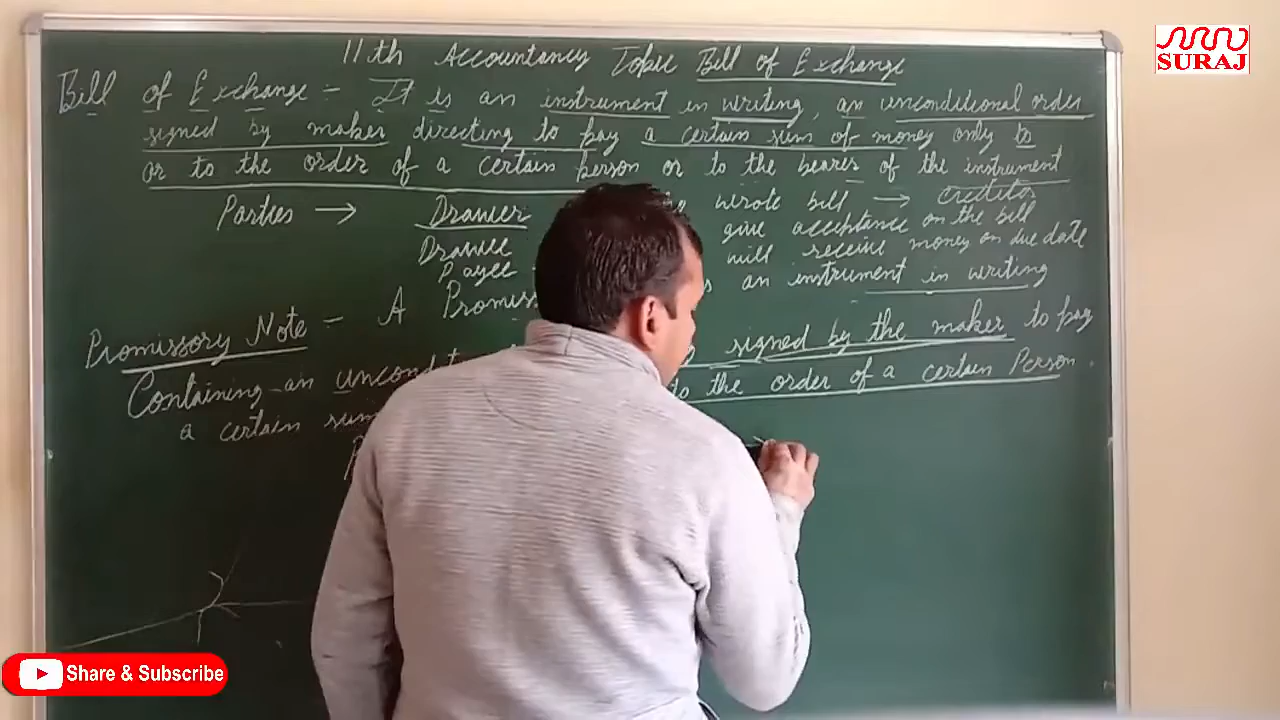 SURAJ
11th Accountancy Topic Bill of Exchange
Bill of Exchange - It is an instrument in writing, an unconditional order
signed by maker directing to pay a certain sum of money only to
or to the order of a certain person or to the bearer of the instrument
Parties → Drawer wrote bill → creditor
Drawee give acceptance on the bill
Payee will receive money on due date
Promissory Note - A Promiss an instrument in writing
Containing an uncond signed by the maker to pay
a certain sum to the order of a certain Person.
Share & Subscribe